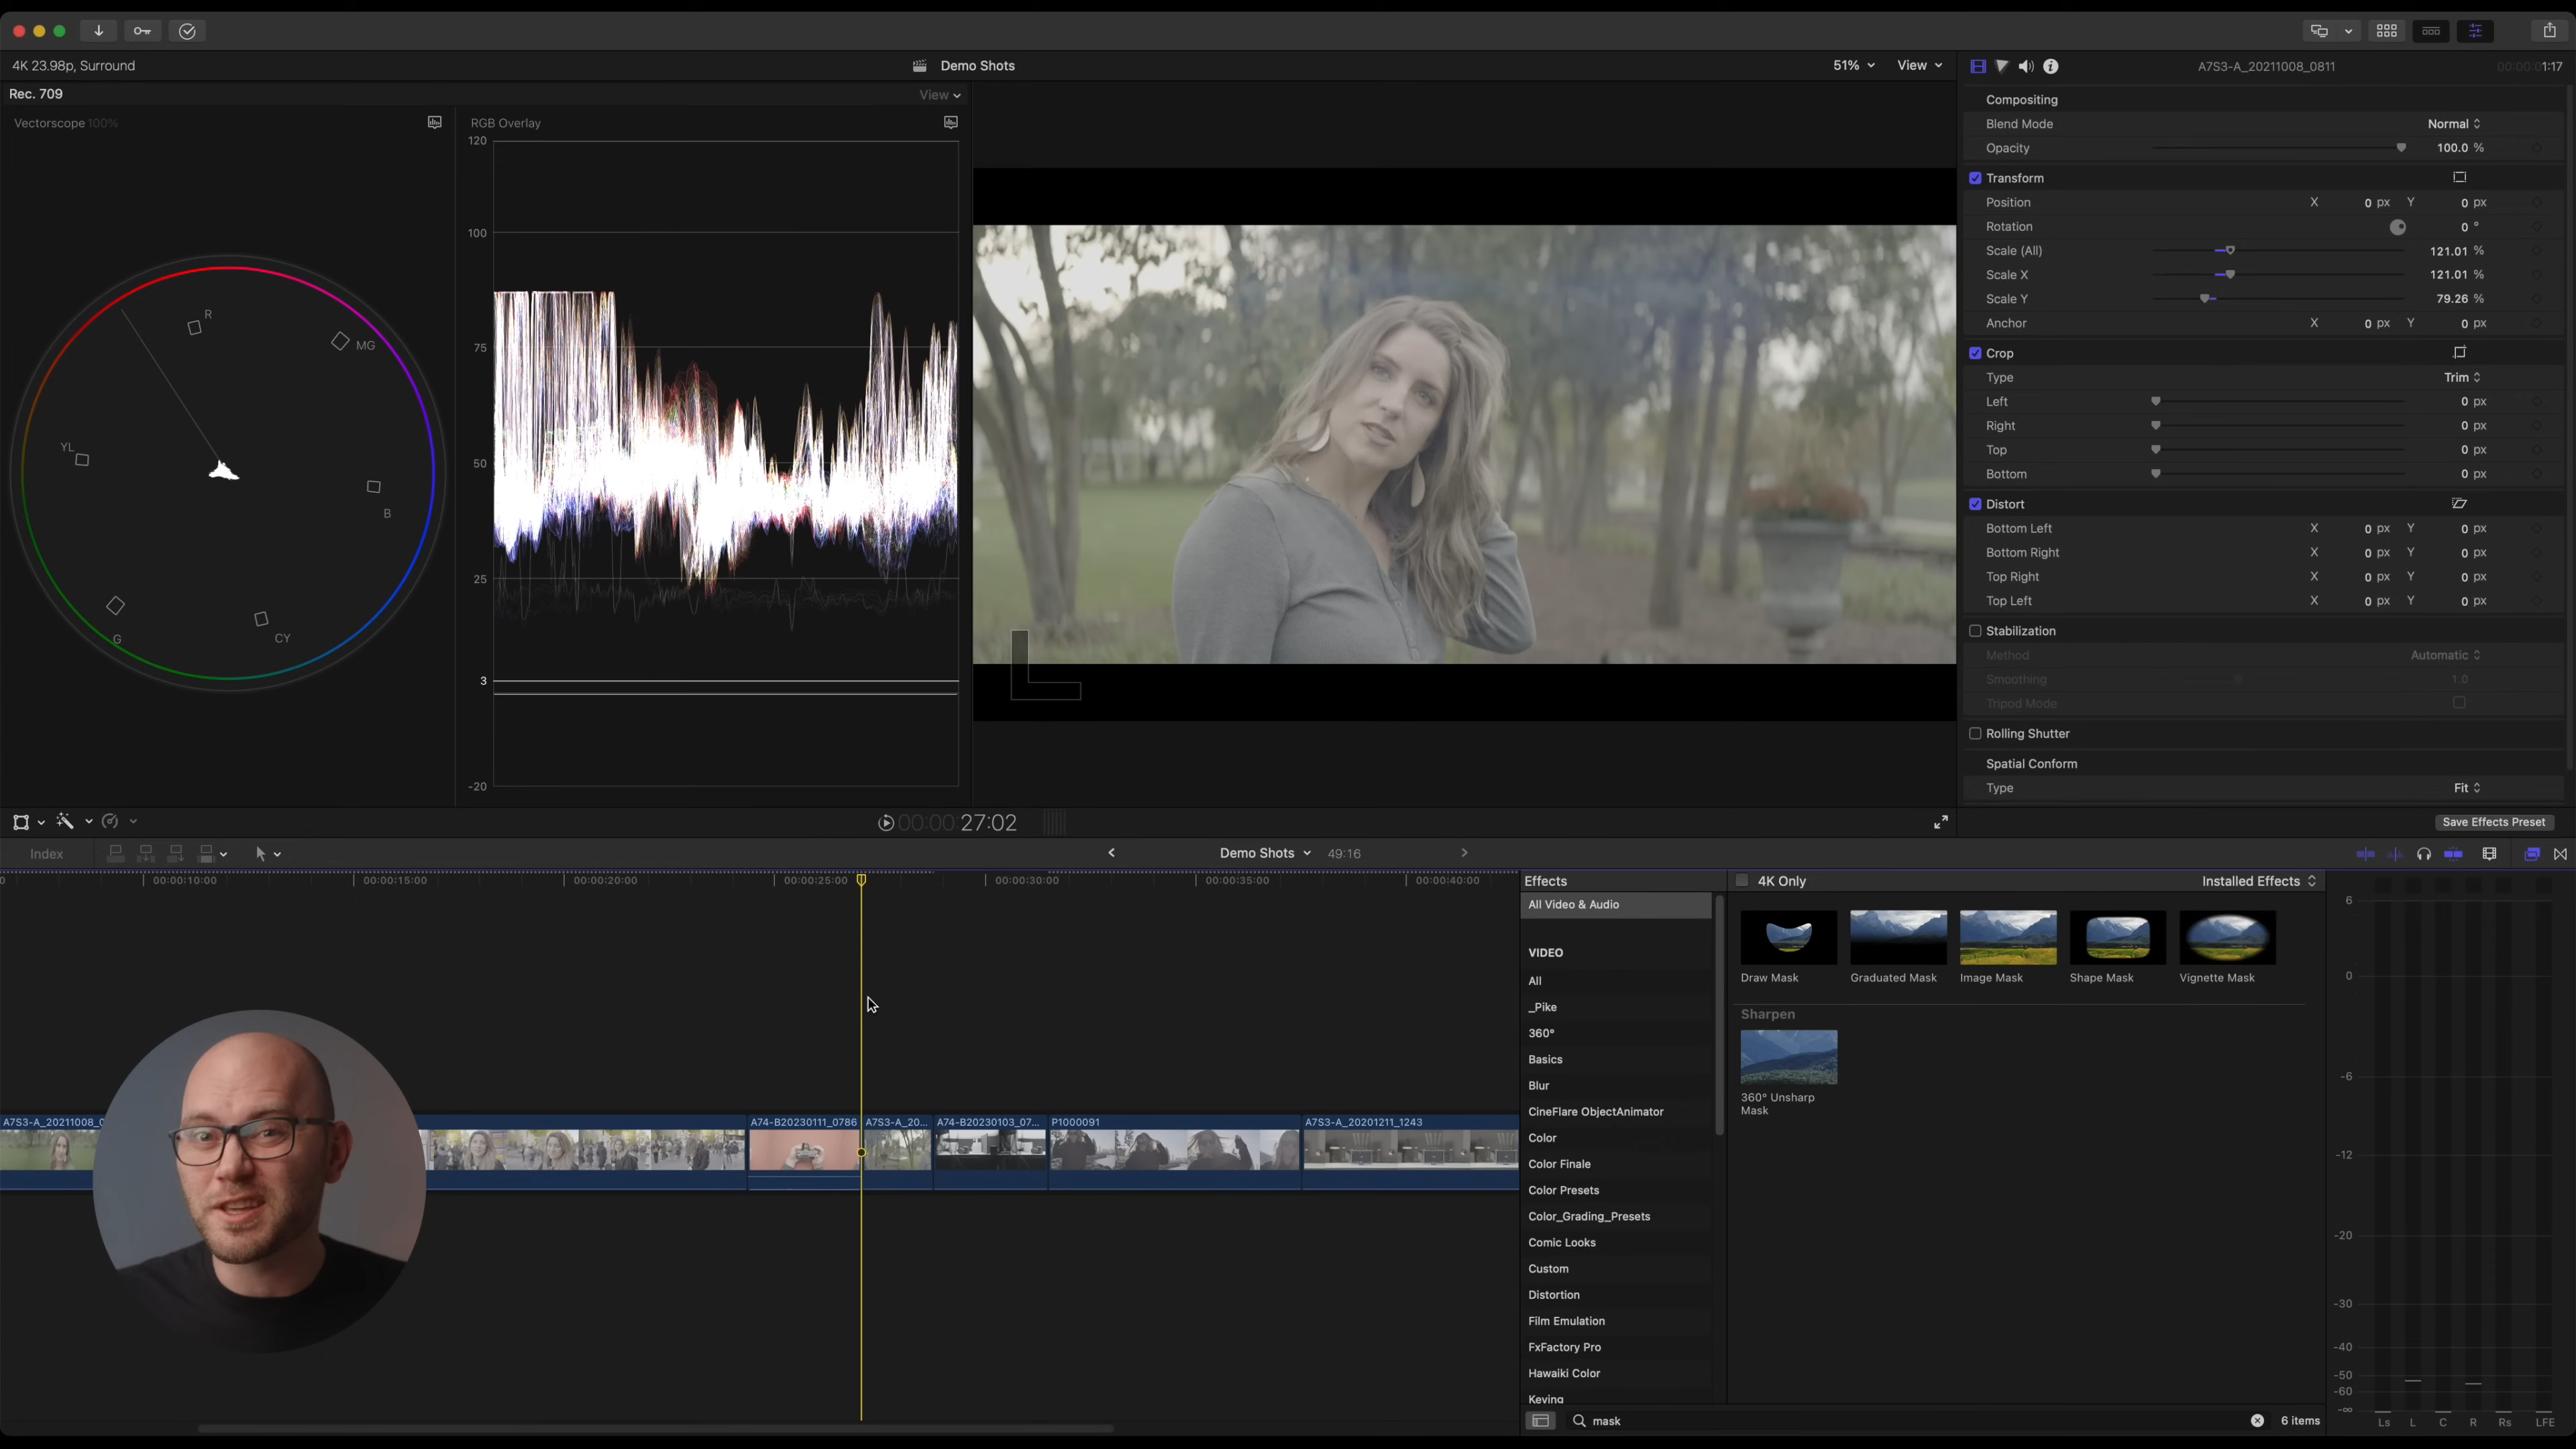 4K 23.98p, Surround
Demo Shots
51%
View
A7S3-A_20211008_0811
00:00:01:17
Rec. 709
View
Vectorscope 100%
R
MG
YL
B
G
CY
RGB Overlay
120
100
75
50
25
3
-20
Compositing
Blend Mode Normal
Opacity 100.0 %
Transform
Position X 0 px Y 0 px
Rotation 0 °
Scale (All) 121.01 %
Scale X 121.01 %
Scale Y 79.26 %
Anchor X 0 px Y 0 px
Crop
Type Trim
Left 0 px
Right 0 px
Top 0 px
Bottom 0 px
Distort
Bottom Left X 0 px Y 0 px
Bottom Right X 0 px Y 0 px
Top Right X 0 px Y 0 px
Top Left X 0 px Y 0 px
Stabilization
Method Automatic
Smoothing 1.0
Tripod Mode
Rolling Shutter
Spatial Conform
Type Fit
00:00:27:02
Save Effects Preset
Index
Demo Shots 49:16
0 00:00:10:00 00:00:15:00 00:00:20:00 00:00:25:00 00:00:30:00 00:00:35:00 00:00:40:00
A7S3-A_20211008_0 A74-B20230111_0786 A7S3-A_20... A74-B20230103_07... P1000091 A7S3-A_20201211_1243
Effects
All Video & Audio
VIDEO
All
_Pike
360°
Basics
Blur
CineFlare ObjectAnimator
Color
Color Finale
Color Presets
Color_Grading_Presets
Comic Looks
Custom
Distortion
Film Emulation
FxFactory Pro
Hawaiki Color
Keying
4K Only
Installed Effects
Draw Mask
Graduated Mask
Image Mask
Shape Mask
Vignette Mask
Sharpen
360° Unsharp
Mask
mask
6 items
6
0
-6
-12
-20
-30
-40
-50
-60
-∞
Ls L C R Rs LFE